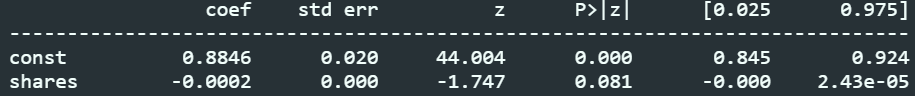 coef std err z P>|z| [0.025 0.975]
--------------------------------------------------------------------------------
const 0.8846 0.020 44.004 0.000 0.845 0.924
shares -0.0002 0.000 -1.747 0.081 -0.000 2.43e-05